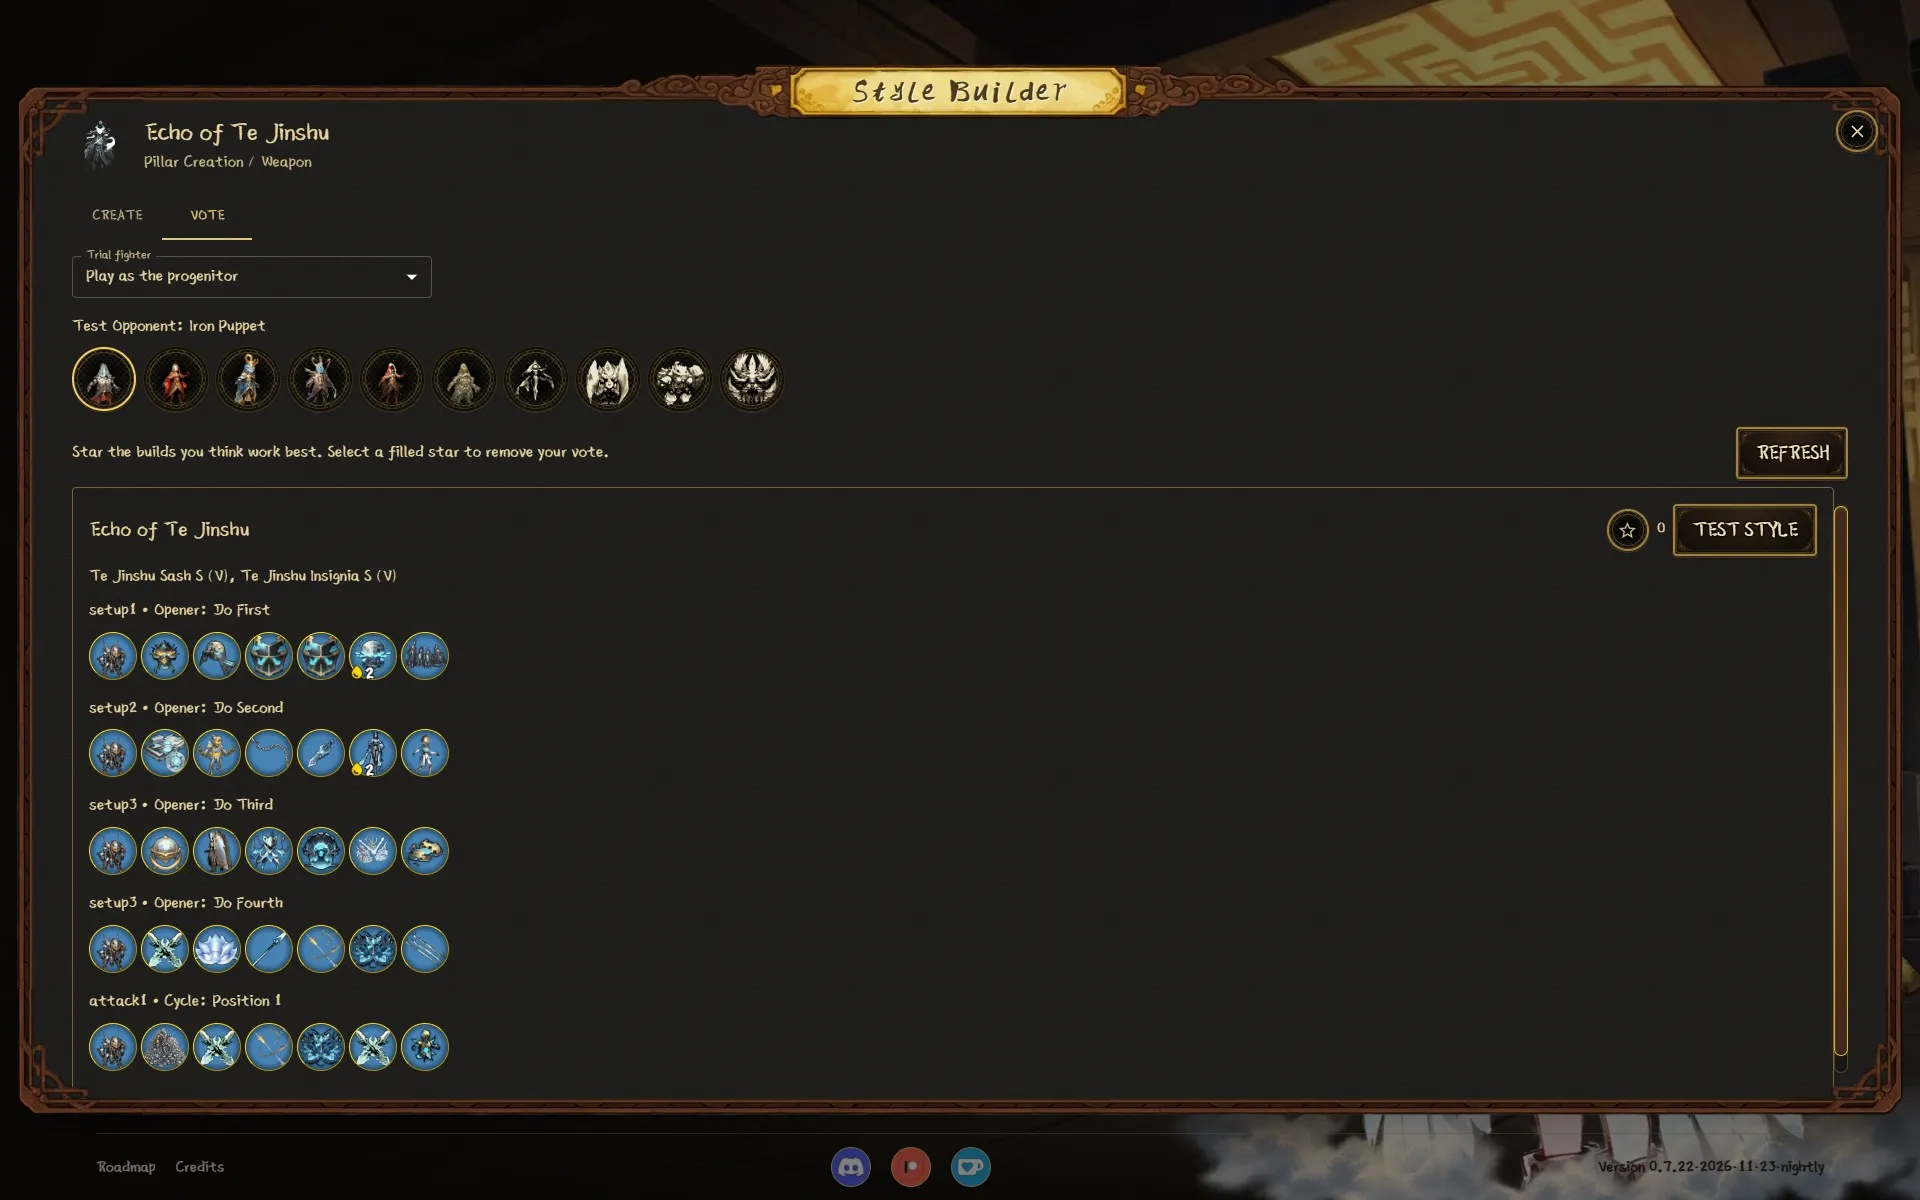 Style Builder
Echo of Te Jinshu
Pillar Creation / Weapon
CREATE VOTE
Trial fighter
Play as the progenitor
Test Opponent: Iron Puppet
Star the builds you think work best. Select a filled star to remove your vote.
REFRESH
Echo of Te Jinshu
0
TEST STYLE
Te Jinshu Sash S (V), Te Jinshu Insignia S (V)
setup1 • Opener: Do First
2
setup2 • Opener: Do Second
2
setup3 • Opener: Do Third
setup3 • Opener: Do Fourth
attack1 • Cycle: Position 1
Roadmap Credits
Version 0.7.22-2026-11-23-nightly